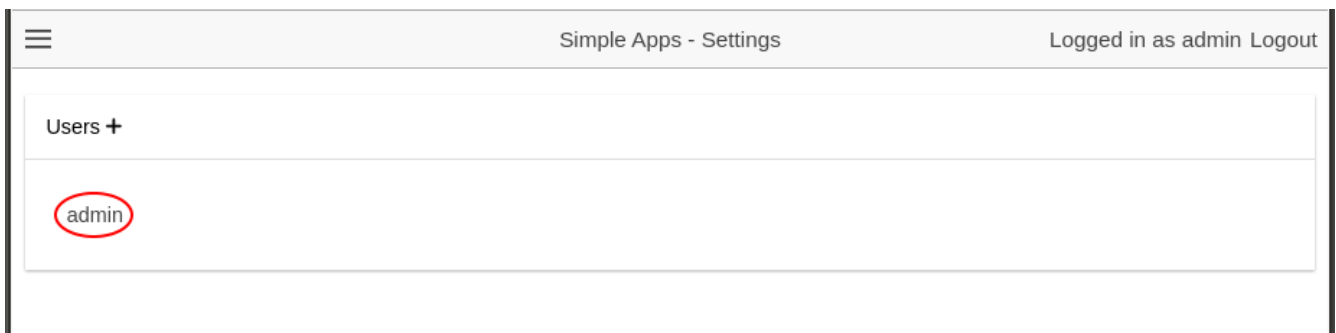 Simple Apps - Settings
Logged in as admin Logout
Users +
admin